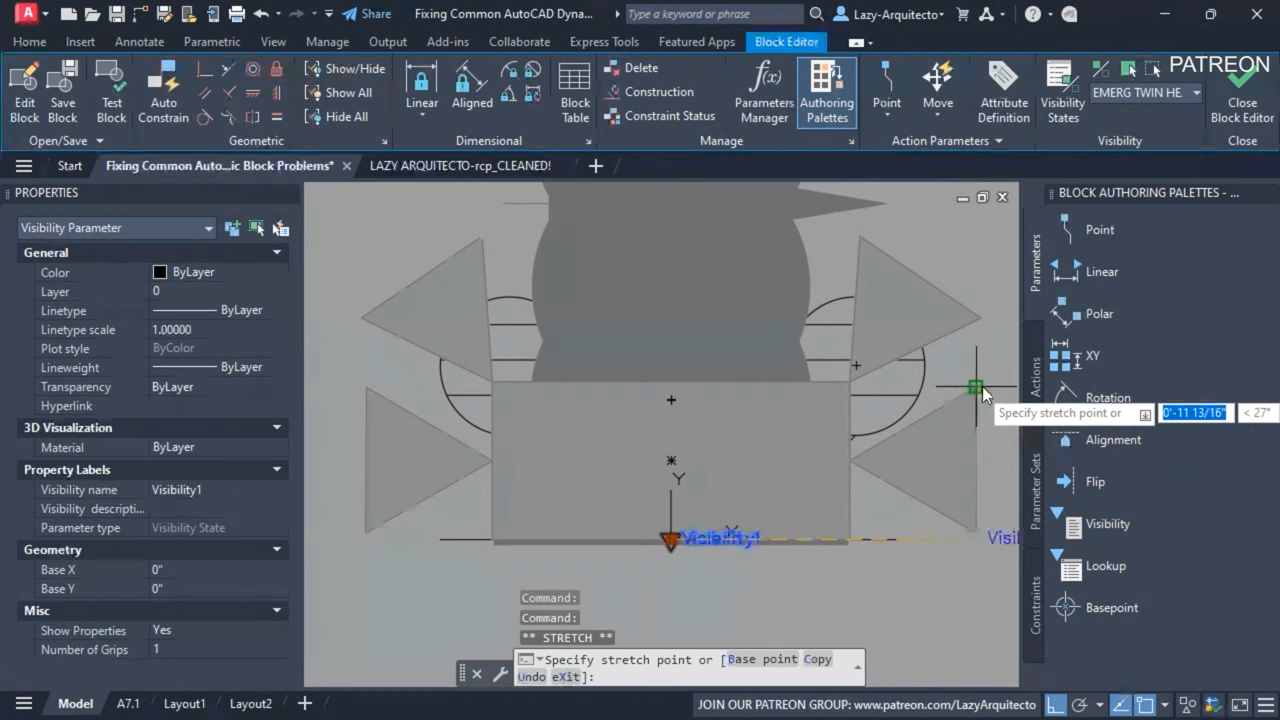 Share
Fixing Common AutoCAD Dyna...
Type a keyword or phrase
Lazy-Arquitecto
Home Insert Annotate Parametric View Manage Output Add-ins Collaborate Express Tools Featured Apps Block Editor
PATREON
Edit Block
Save Block
Test Block
Auto Constrain
Show/Hide
Show All
Hide All
Linear
Aligned
Block Table
Delete
Construction
Constraint Status
Parameters Manager
Authoring Palettes
Point
Move
Attribute Definition
Visibility States
EMERG TWIN HE.
Close Block Editor
Open/Save
Geometric
Dimensional
Manage
Action Parameters
Visibility
Close
Start
Fixing Common Auto...ic Block Problems*
LAZY ARQUITECTO-rcp_CLEANED!
PROPERTIES
Visibility Parameter
General
Color ByLayer
Layer 0
Linetype ByLayer
Linetype scale 1.00000
Plot style ByColor
Lineweight ByLayer
Transparency ByLayer
Hyperlink
3D Visualization
Material ByLayer
Property Labels
Visibility name Visibility1
Visibility descripti...
Parameter type Visibility State
Geometry
Base X 0"
Base Y 0"
Misc
Show Properties Yes
Number of Grips 1
Y
X
Visibility1
Visi
Specify stretch point or
0'-11 13/16"
< 27°
Command:
Command:
** STRETCH **
Specify stretch point or [Base point Copy
Undo eXit]:
BLOCK AUTHORING PALETTES - ...
Parameters
Actions
Parameter Sets
Constraints
Point
Linear
Polar
XY
Rotation
Alignment
Flip
Visibility
Lookup
Basepoint
Model
A7.1
Layout1
Layout2
JOIN OUR PATREON GROUP: www.patreon.com/LazyArquitecto